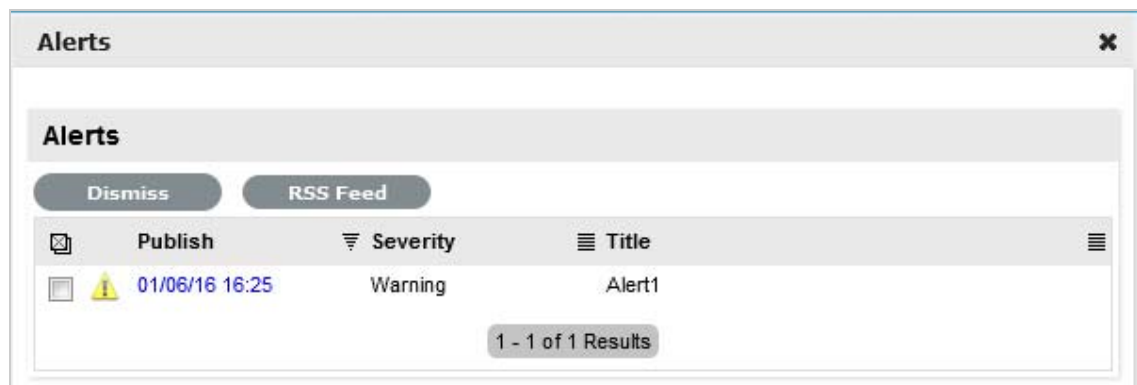 Alerts
Alerts
Dismiss RSS Feed
Publish Severity Title
01/06/16 16:25 Warning Alert1
1 - 1 of 1 Results